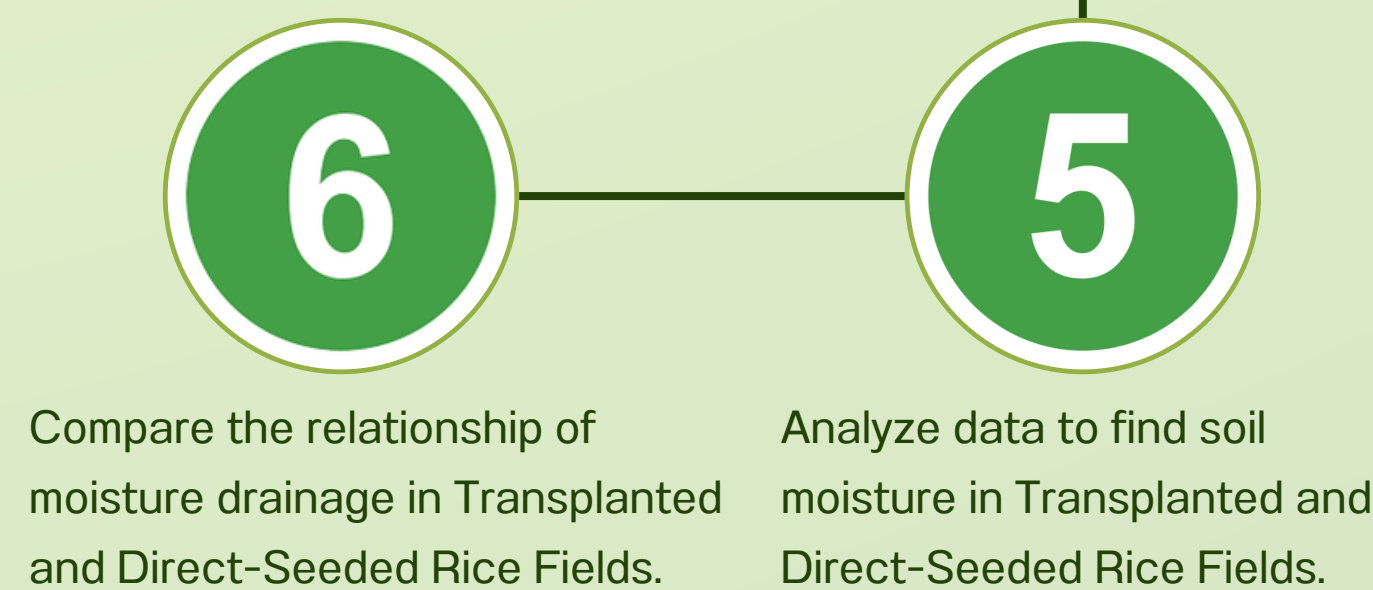 6
5
Compare the relationship of
moisture drainage in Transplanted
and Direct-Seeded Rice Fields.
Analyze data to find soil
moisture in Transplanted and
Direct-Seeded Rice Fields.